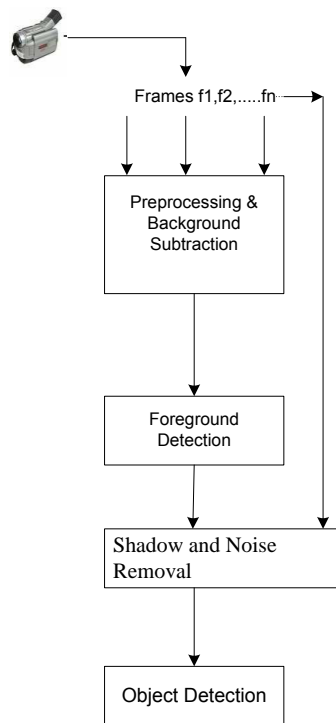 Frames f1,f2,.....fn
Preprocessing &
Background
Subtraction
Foreground
Detection
Shadow and Noise
Removal
Object Detection